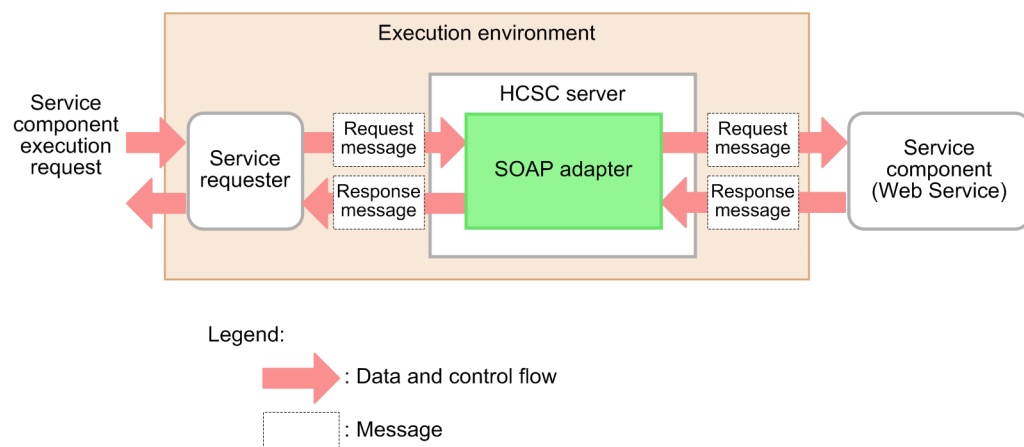 Execution environment
HCSC server
Service
component
execution
request
Service
requester
Request
message
Response
message
SOAP adapter
Request
message
Response
message
Service
component
(Web Service)
Legend:
: Data and control flow
: Message